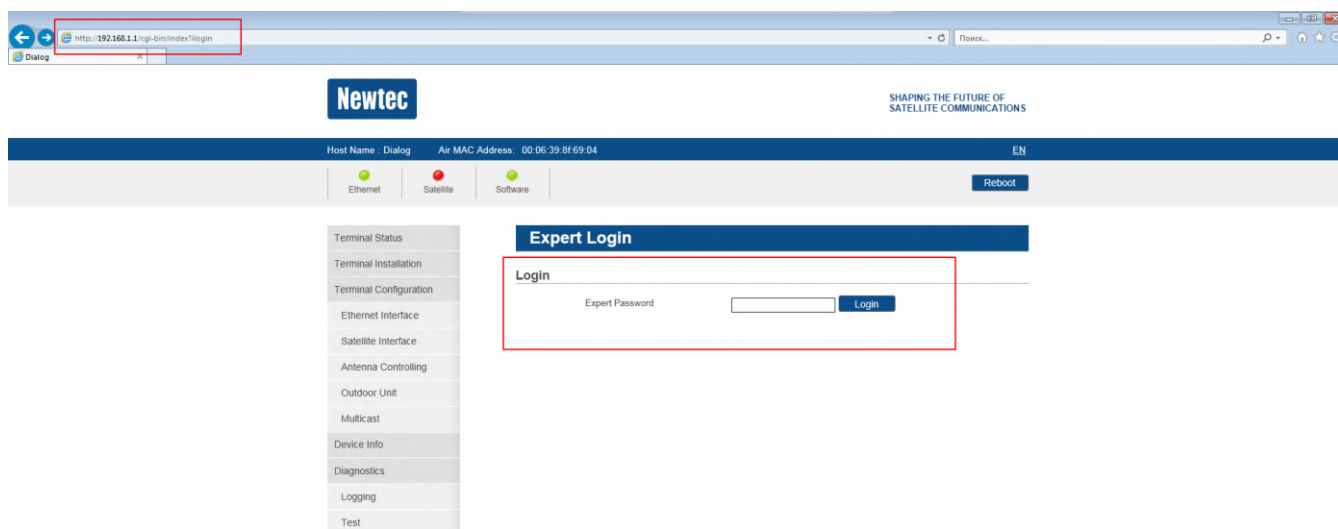 http://192.168.1.1/cgi-bin/index?ilogin
Поиск...
Dialog
Newtec
SHAPING THE FUTURE OF
SATELLITE COMMUNICATIONS
Host Name : Dialog Air MAC Address: 00:06:39:8f:69:04 EN
Ethernet Satellite Software Reboot
Terminal Status
Terminal Installation
Terminal Configuration
Ethernet Interface
Satellite Interface
Antenna Controlling
Outdoor Unit
Multicast
Device Info
Diagnostics
Logging
Test
Expert Login
Login
Expert Password Login